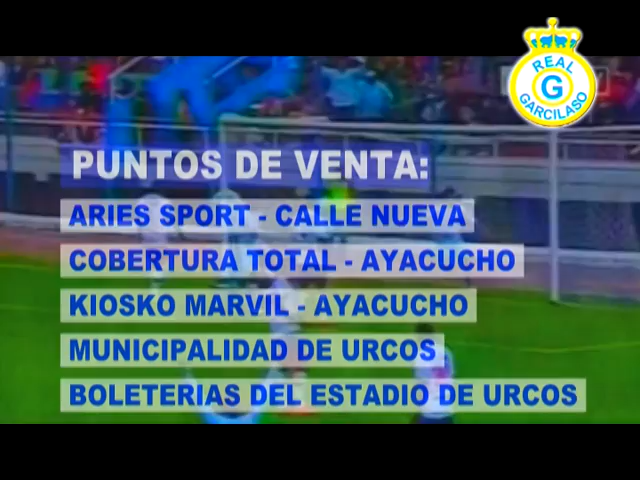 REAL
G
GARCILASO
PUNTOS DE VENTA:
ARIES SPORT - CALLE NUEVA
COBERTURA TOTAL - AYACUCHO
KIOSKO MARVIL - AYACUCHO
MUNICIPALIDAD DE URCOS
BOLETERIAS DEL ESTADIO DE URCOS